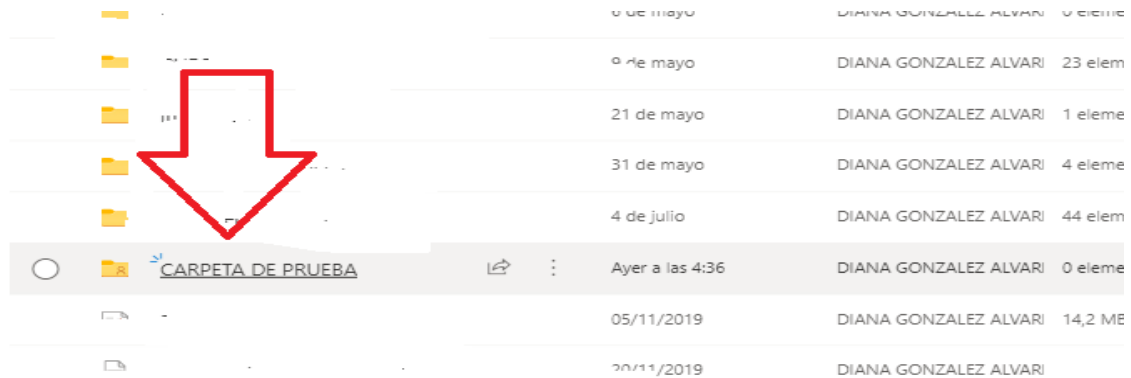 6 de mayo DIANA GONZALEZ ALVARI 0 eleme
9 de mayo DIANA GONZALEZ ALVARI 23 elem
21 de mayo DIANA GONZALEZ ALVARI 1 eleme
31 de mayo DIANA GONZALEZ ALVARI 4 eleme
4 de julio DIANA GONZALEZ ALVARI 44 elem
CARPETA DE PRUEBA Ayer a las 4:36 DIANA GONZALEZ ALVARI 0 eleme
05/11/2019 DIANA GONZALEZ ALVARI 14,2 ME
20/11/2019 DIANA GONZALEZ ALVARI